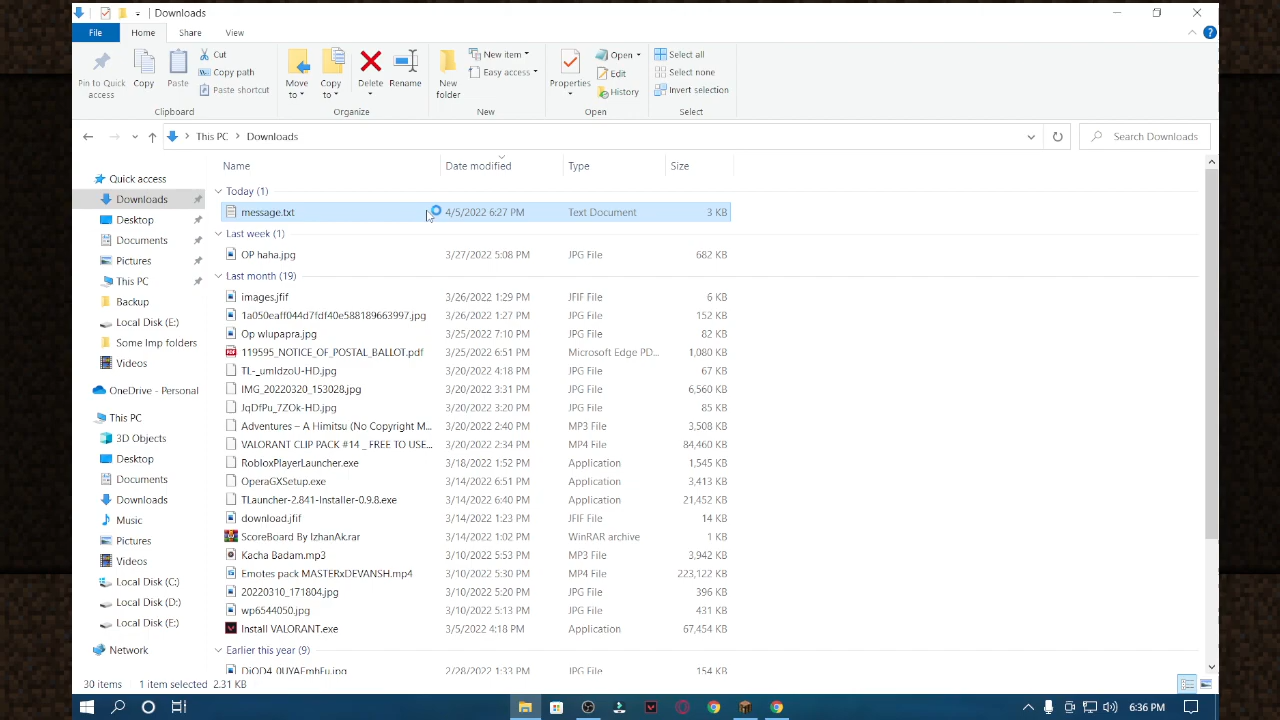 Downloads
File Home Share View
Pin to Quick access
Copy
Paste
Cut
Copy path
Paste shortcut
Clipboard
Move to
Copy to
Delete
Rename
Organize
New folder
New item
Easy access
New
Properties
Open
Edit
History
Open
Select all
Select none
Invert selection
Select
This PC > Downloads
Search Downloads
Name Date modified Type Size
Quick access
Downloads
Desktop
Documents
Pictures
This PC
Backup
Local Disk (E:)
Some Imp folders
Videos
OneDrive - Personal
This PC
3D Objects
Desktop
Documents
Downloads
Music
Pictures
Videos
Local Disk (C:)
Local Disk (D:)
Local Disk (E:)
Network
Today (1)
message.txt 4/5/2022 6:27 PM Text Document 3 KB
Last week (1)
OP haha.jpg 3/27/2022 5:08 PM JPG File 682 KB
Last month (19)
images.jfif 3/26/2022 1:29 PM JFIF File 6 KB
1a050eaff044d7fdf40e588189663997.jpg 3/26/2022 1:27 PM JPG File 152 KB
Op wlupapra.jpg 3/25/2022 7:10 PM JPG File 82 KB
119595_NOTICE_OF_POSTAL_BALLOT.pdf 3/25/2022 6:51 PM Microsoft Edge PD... 1,080 KB
TL-_umIdzoU-HD.jpg 3/20/2022 4:18 PM JPG File 67 KB
IMG_20220320_153028.jpg 3/20/2022 3:31 PM JPG File 6,560 KB
JqDfPu_7ZOk-HD.jpg 3/20/2022 3:20 PM JPG File 85 KB
Adventures – A Himitsu (No Copyright M... 3/20/2022 2:40 PM MP3 File 3,508 KB
VALORANT CLIP PACK #14 _ FREE TO USE... 3/20/2022 2:34 PM MP4 File 84,460 KB
RobloxPlayerLauncher.exe 3/18/2022 1:52 PM Application 1,545 KB
OperaGXSetup.exe 3/14/2022 6:51 PM Application 3,413 KB
TLauncher-2.841-Installer-0.9.8.exe 3/14/2022 6:40 PM Application 21,452 KB
download.jfif 3/14/2022 1:23 PM JFIF File 14 KB
ScoreBoard By IzhanAk.rar 3/14/2022 1:02 PM WinRAR archive 1 KB
Kacha Badam.mp3 3/10/2022 5:53 PM MP3 File 3,942 KB
Emotes pack MASTERxDEVANSH.mp4 3/10/2022 5:30 PM MP4 File 223,122 KB
20220310_171804.jpg 3/10/2022 5:20 PM JPG File 396 KB
wp6544050.jpg 3/10/2022 5:13 PM JPG File 431 KB
Install VALORANT.exe 3/5/2022 4:18 PM Application 67,454 KB
Earlier this year (9)
2/28/2022 1:33 PM JPG File 154 KB
30 items 1 item selected 2.31 KB
6:36 PM